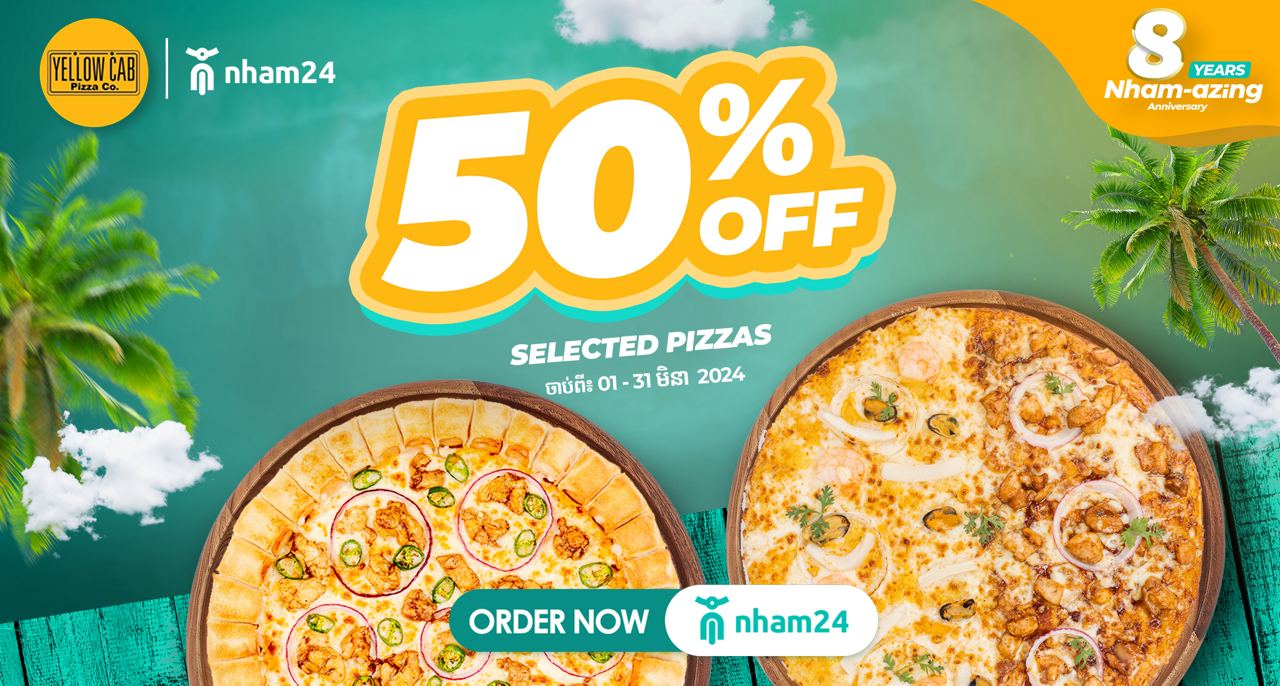 YELLOW CAB
Pizza Co.
nham24
8
YEARS
Nham-azing
Anniversary
50%
OFF
SELECTED PIZZAS
ចាប់ពី៖ 01 - 31 មិនា 2024
ORDER NOW
nham24